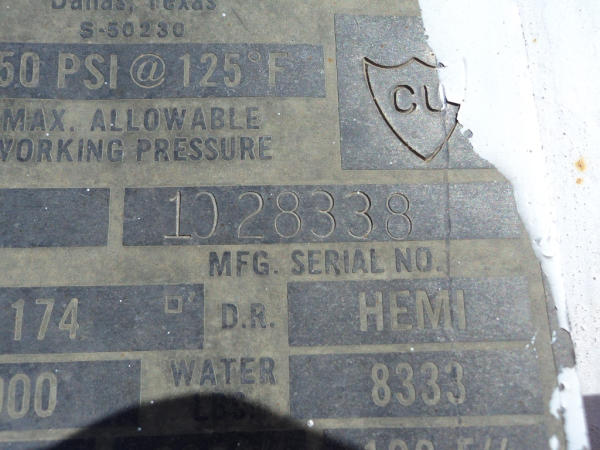 Dallas, Texas
S-50230
50 PSI @ 125°F
CU
MAX. ALLOWABLE
WORKING PRESSURE
1028338
MFG. SERIAL NO.
174 □' D.R. HEMI
000 WATER 8333
LBS.